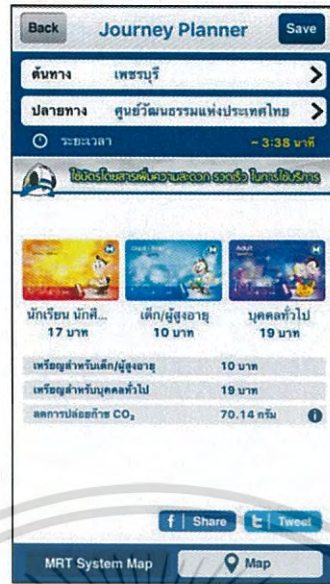 Back Journey Planner Save
ต้นทาง เพชรบุรี
ปลายทาง ศูนย์วัฒนธรรมแห่งประเทศไทย
ระยะเวลา ~ 3:38 นาที
ใช้บัตรโดยสารเพิ่มความสะดวก รวดเร็ว ในการใช้บริการ
Adult
นักเรียน นักศึ... เด็ก/ผู้สูงอายุ บุคคลทั่วไป
17 บาท 10 บาท 19 บาท
เหรียญสำหรับเด็ก/ผู้สูงอายุ 10 บาท
เหรียญสำหรับบุคคลทั่วไป 19 บาท
ลดการปล่อยก๊าซ CO₂ 70.14 กรัม
f Share t Tweet
MRT System Map Map